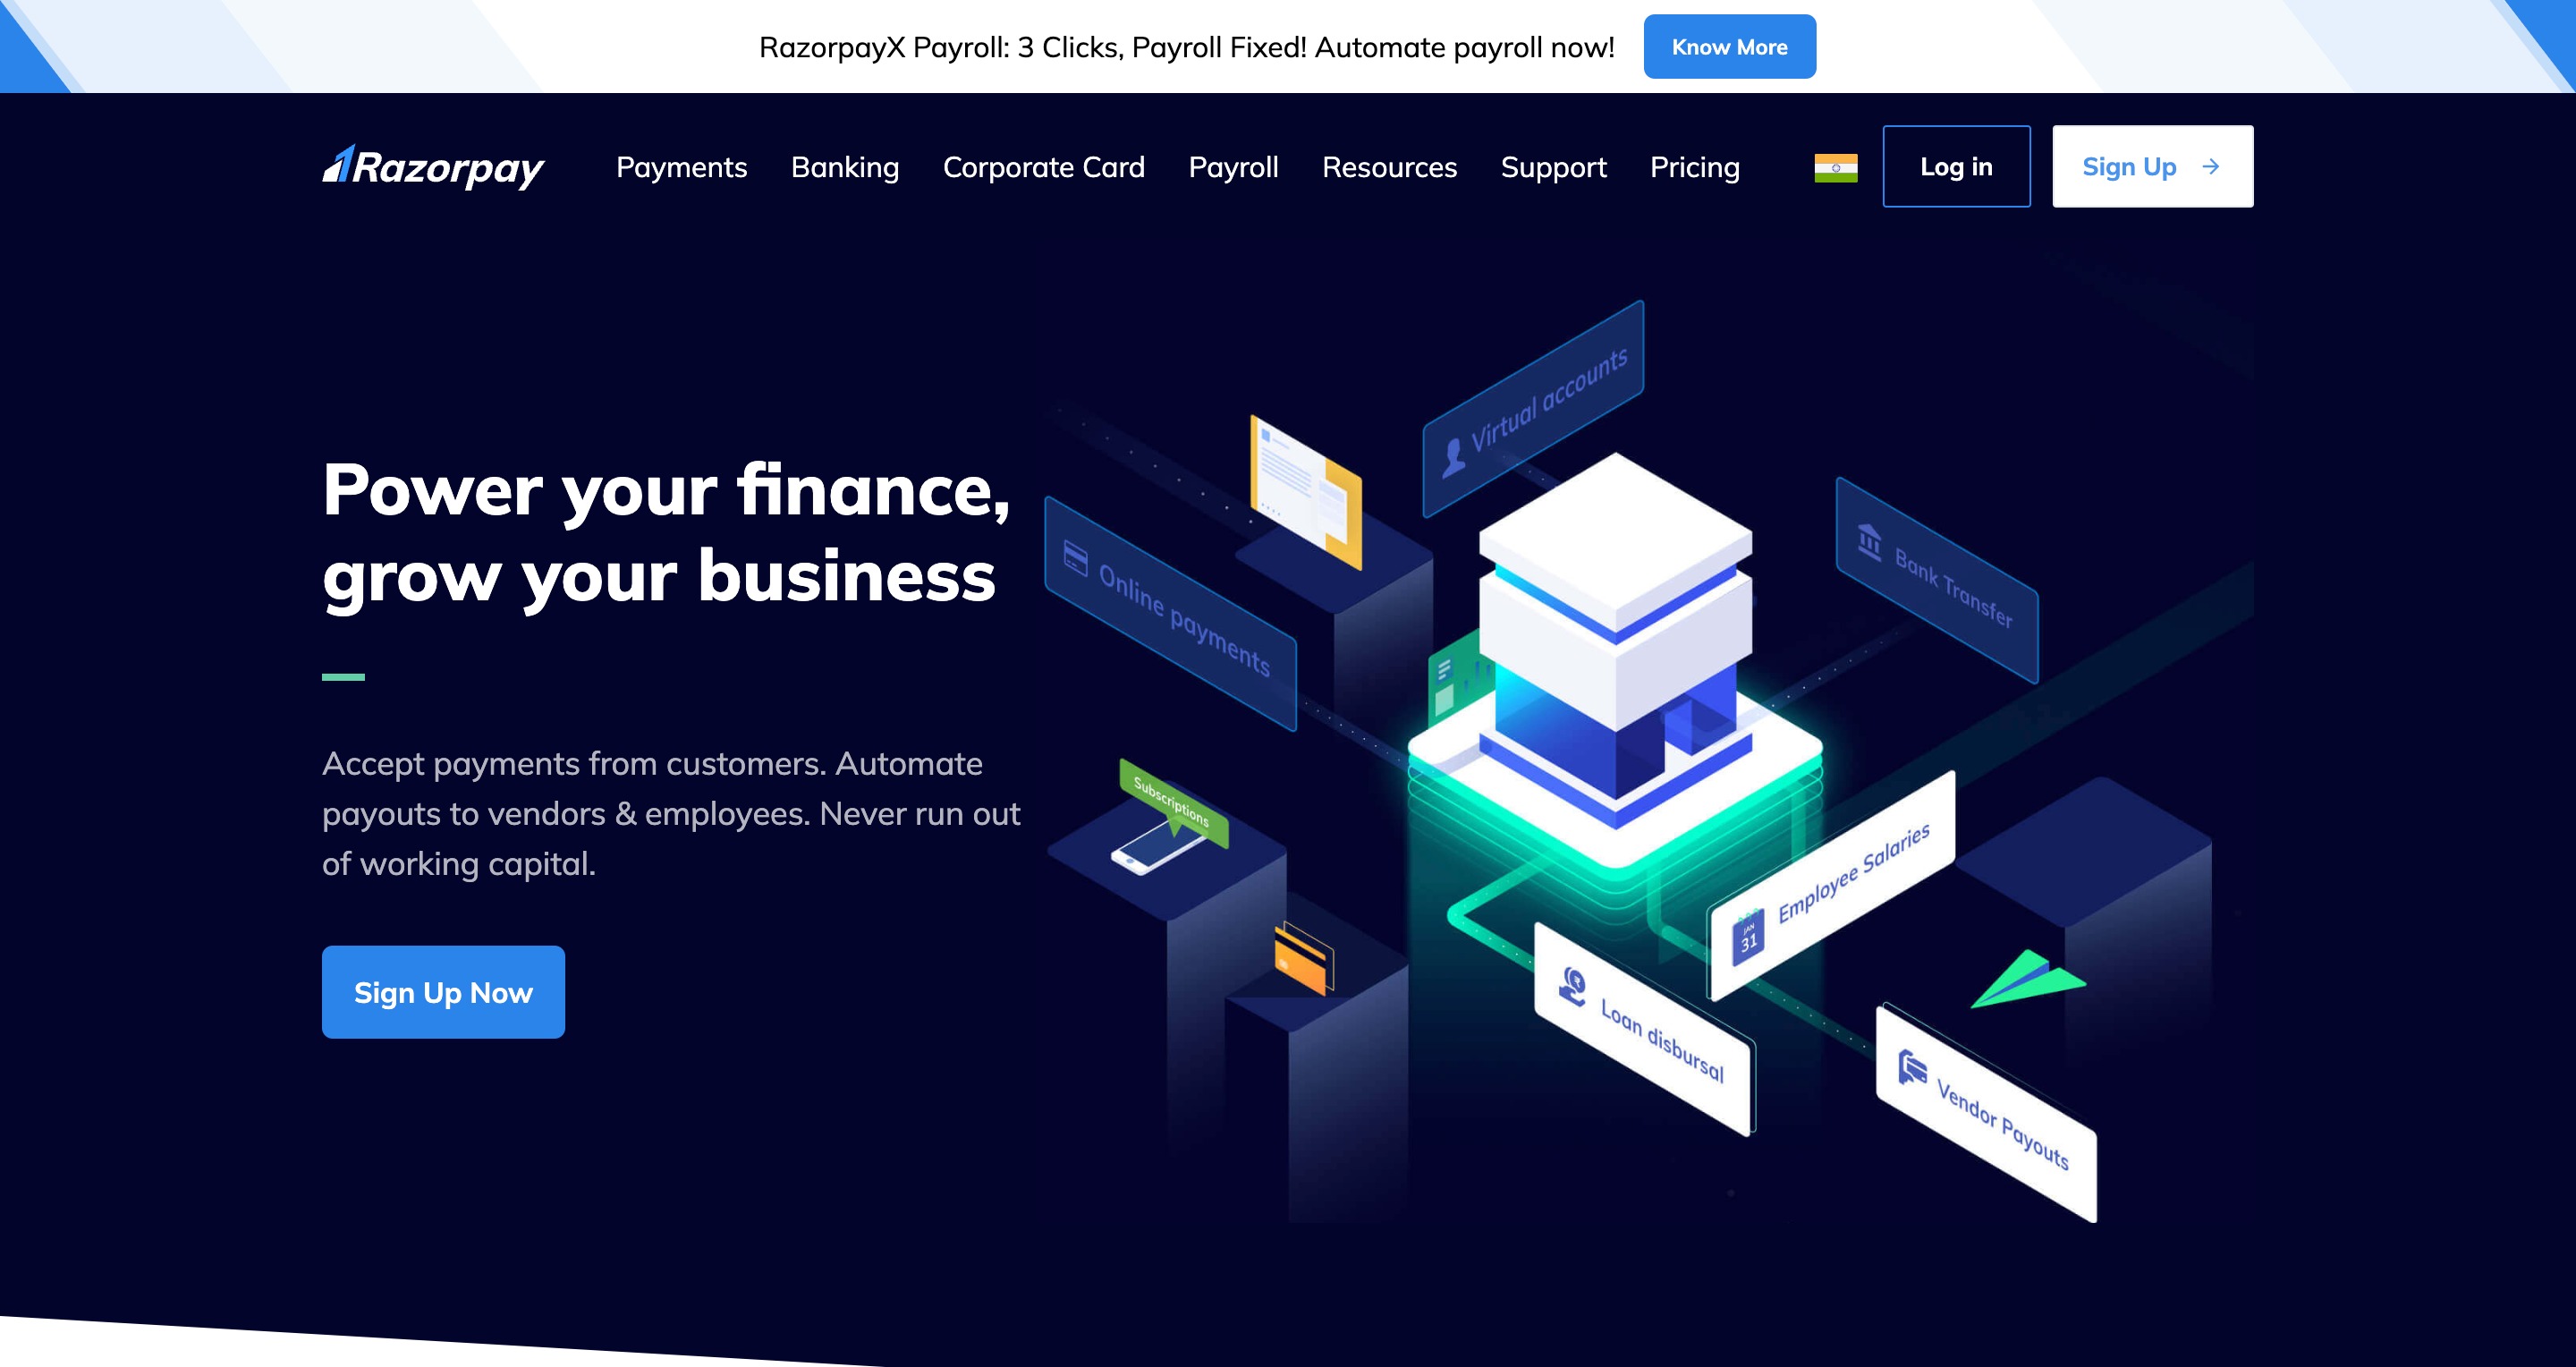 RazorpayX Payroll: 3 Clicks, Payroll Fixed! Automate payroll now!
Know More
Razorpay
Payments
Banking
Corporate Card
Payroll
Resources
Support
Pricing
Log in
Sign Up
Power your finance,
grow your business
Accept payments from customers. Automate
payouts to vendors & employees. Never run out
of working capital.
Sign Up Now
Virtual accounts
Online payments
Bank Transfer
Subscriptions
JAN
31
Employee Salaries
Loan disbursal
Vendor Payouts